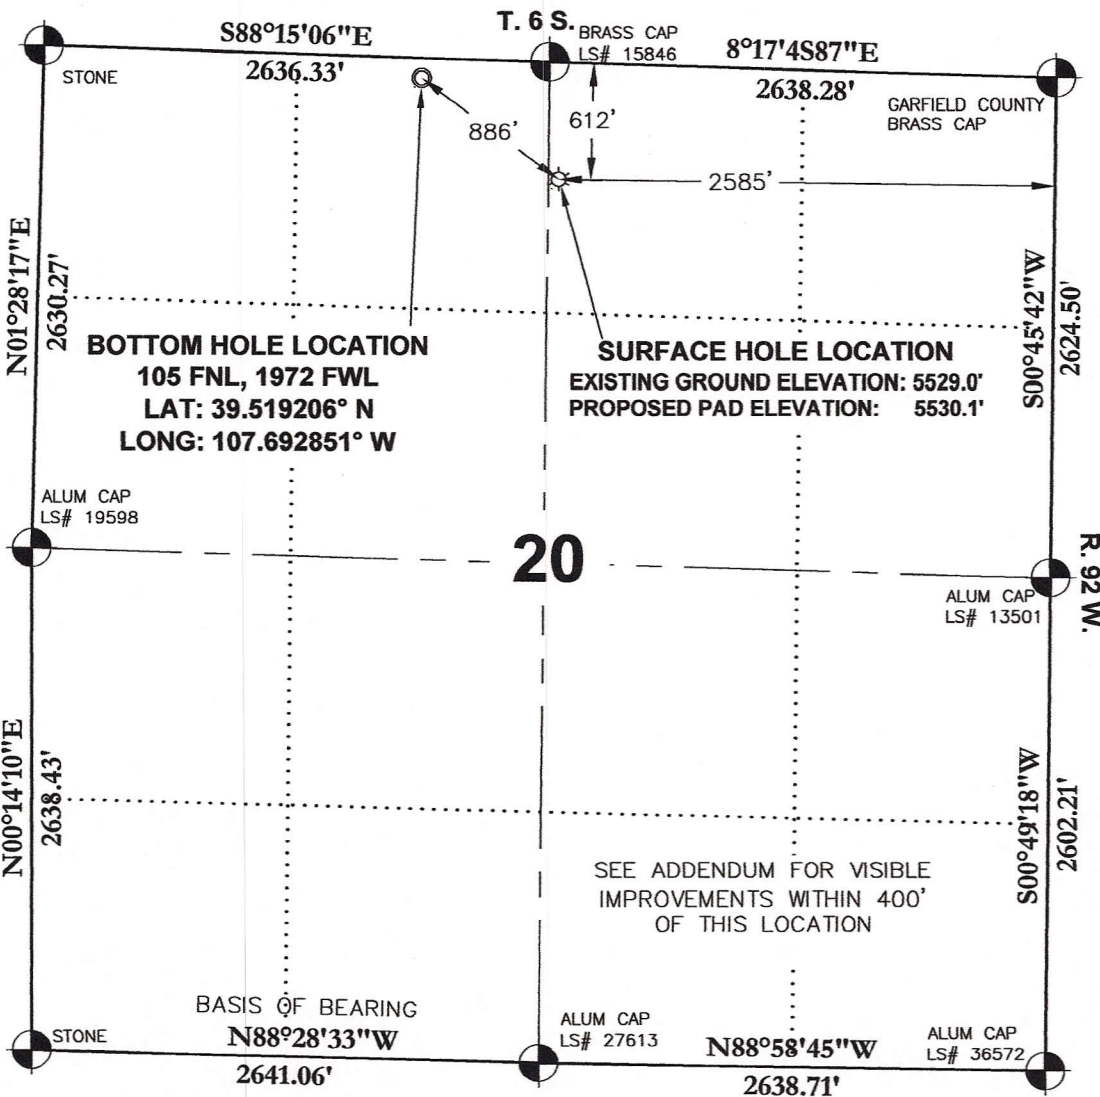 T. 6 S.
S88°15'06"E
2636.33'
BRASS CAP
LS# 15846
8°17'4S87"E
2638.28'
STONE
GARFIELD COUNTY
BRASS CAP
886'
612'
2585'
N01°28'17"E
2630.27'
S00°45'42"W
2624.50'
BOTTOM HOLE LOCATION
105 FNL, 1972 FWL
LAT: 39.519206° N
LONG: 107.692851° W
SURFACE HOLE LOCATION
EXISTING GROUND ELEVATION: 5529.0'
PROPOSED PAD ELEVATION: 5530.1'
ALUM CAP
LS# 19598
20
R. 92 W.
ALUM CAP
LS# 13501
N00°14'10"E
2638.43'
S00°49'18"W
2602.21'
SEE ADDENDUM FOR VISIBLE
IMPROVEMENTS WITHIN 400'
OF THIS LOCATION
BASIS OF BEARING
N88°28'33"W
2641.06'
STONE
ALUM CAP
LS# 27613
N88°58'45"W
2638.71'
ALUM CAP
LS# 36572